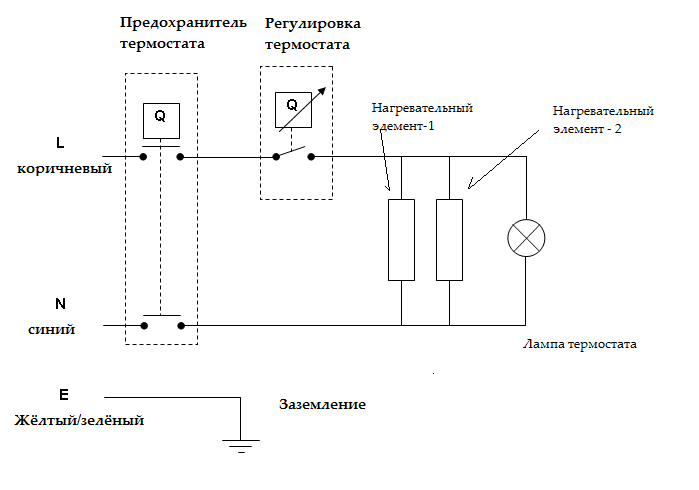 Предохранитель
термостата
Регулировка
термостата
Q
Q
Нагревательный
элемент-1
Нагревательный
элемент - 2
L
коричневый
N
синий
Лампа термостата
E
Жёлтый/зелёный
Заземление